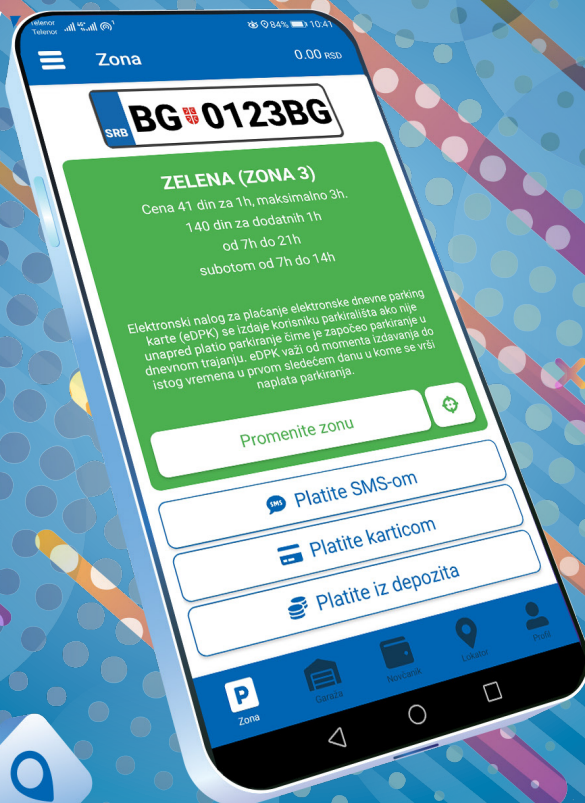 Telenor
Telenor
84% 10:41
Zona
0.00 RSD
SRB BG 0123BG
ZELENA (ZONA 3)
Cena 41 din za 1h, maksimalno 3h.
140 din za dodatnih 1h
od 7h do 21h
subotom od 7h do 14h
Elektronski nalog za plaćanje elektronske dnevne parking
karte (eDPK) se izdaje korisniku parkirališta ako nije
unapred platio parkiranje čime je započeo parkiranje u
dnevnom trajanju. eDPK važi od momenta izdavanja do
istog vremena u prvom sledećem danu u kome se vrši
naplata parkiranja.
Promenite zonu
SMS Platite SMS-om
Platite karticom
Platite iz depozita
P
Zona
Garaža
Novčanik
Lokator
Profil